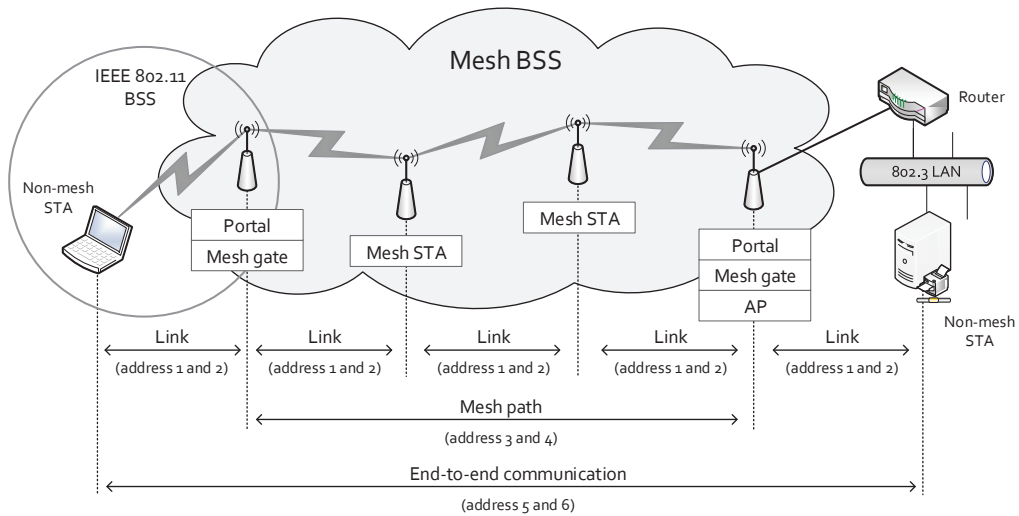 Mesh BSS
IEEE 802.11
BSS
Router
802.3 LAN
Non-mesh
STA
Portal
Mesh gate
Mesh STA
Mesh STA
Portal
Mesh gate
AP
Non-mesh
STA
Link
Link
Link
Link
Link
(address 1 and 2)
(address 1 and 2)
(address 1 and 2)
(address 1 and 2)
(address 1 and 2)
Mesh path
(address 3 and 4)
End-to-end communication
(address 5 and 6)